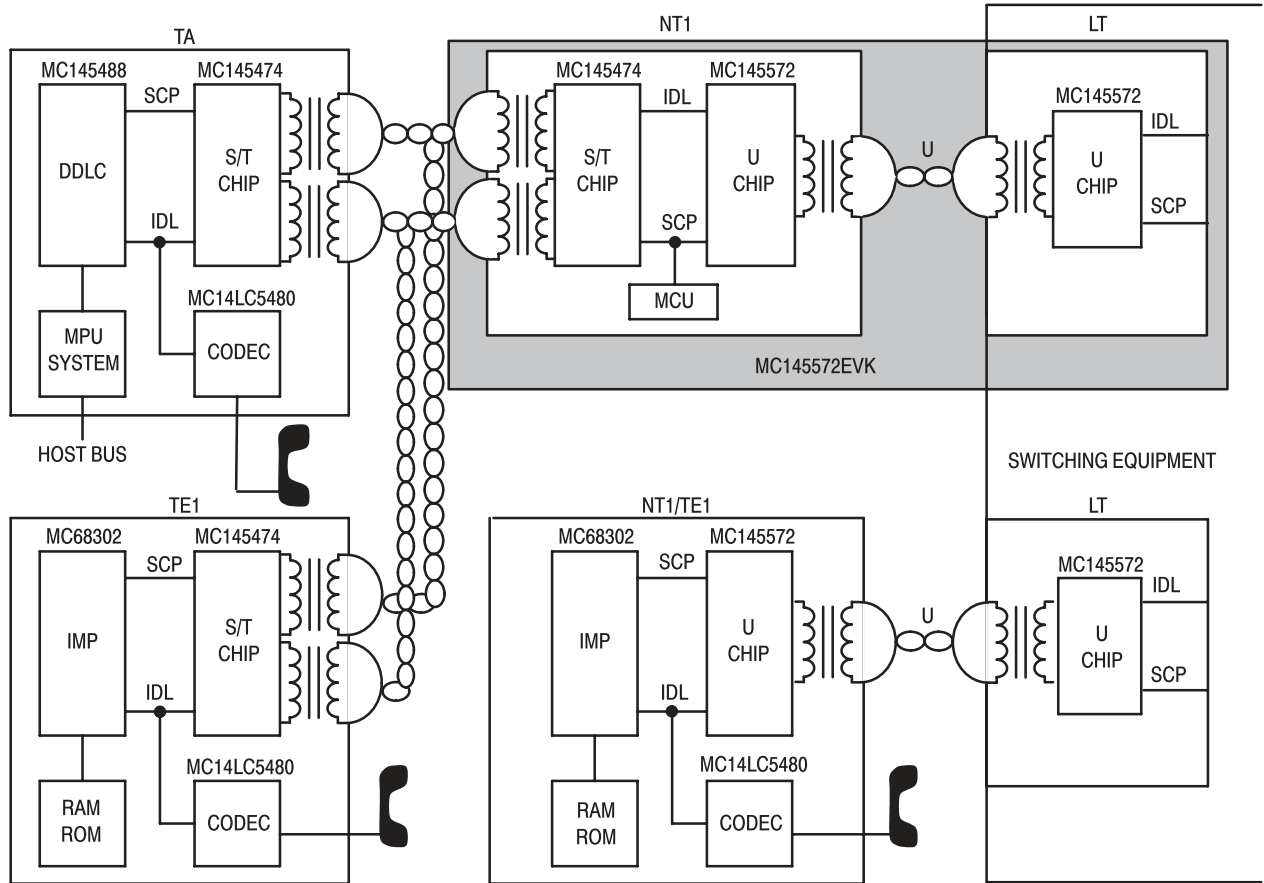 TA
MC145488
SCP
MC145474
DDLC
S/T
CHIP
IDL
MC14LC5480
MPU
SYSTEM
CODEC
HOST BUS
NT1
MC145474
IDL
MC145572
S/T
CHIP
U
CHIP
SCP
MCU
U
MC145572EVK
LT
MC145572
IDL
U
CHIP
SCP
SWITCHING EQUIPMENT
TE1
MC68302
SCP
MC145474
IMP
S/T
CHIP
IDL
MC14LC5480
RAM
ROM
CODEC
NT1/TE1
MC68302
SCP
MC145572
IMP
U
CHIP
IDL
MC14LC5480
RAM
ROM
CODEC
U
LT
MC145572
IDL
U
CHIP
SCP